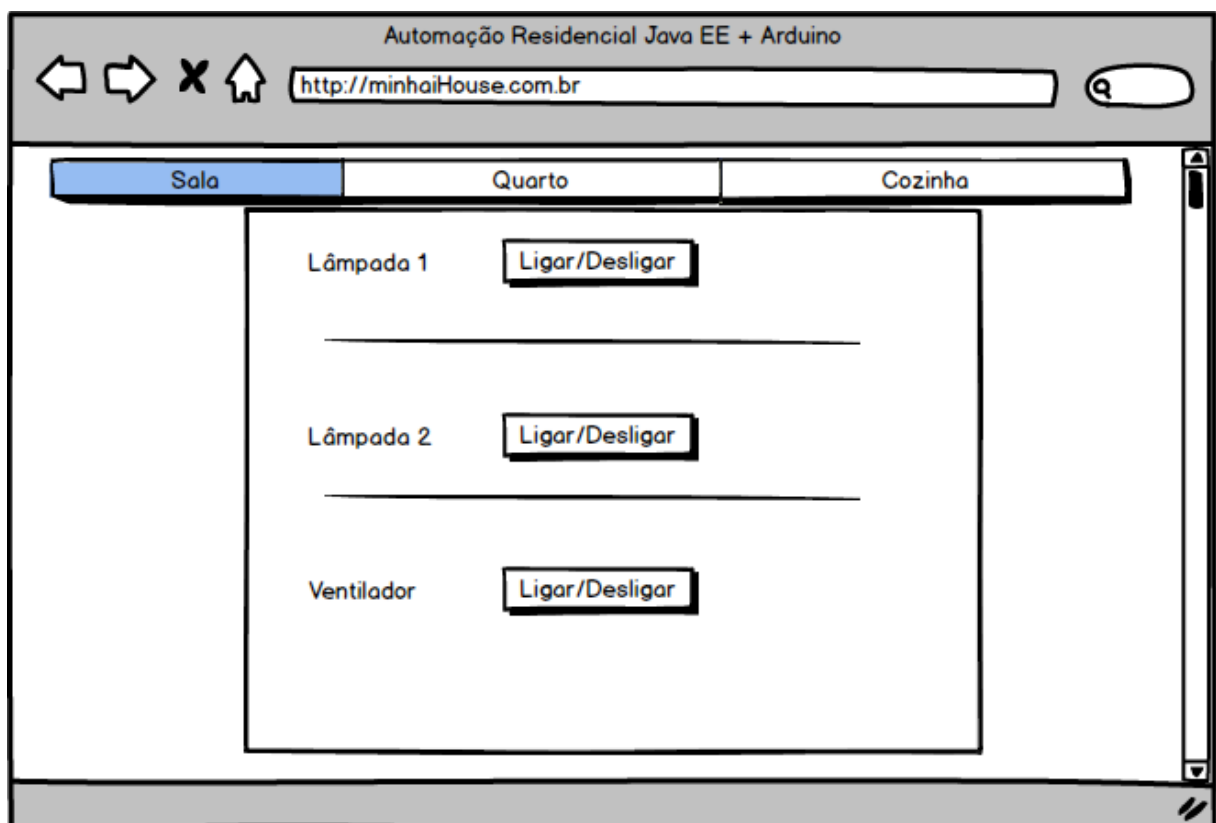 Automação Residencial Java EE + Arduino
http://minhaiHouse.com.br
Sala Quarto Cozinha
Lâmpada 1 Ligar/Desligar
Lâmpada 2 Ligar/Desligar
Ventilador Ligar/Desligar